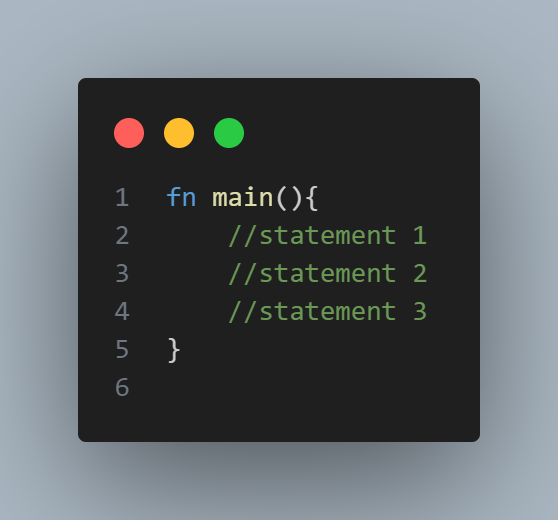 1 fn main(){
2 //statement 1
3 //statement 2
4 //statement 3
5 }
6